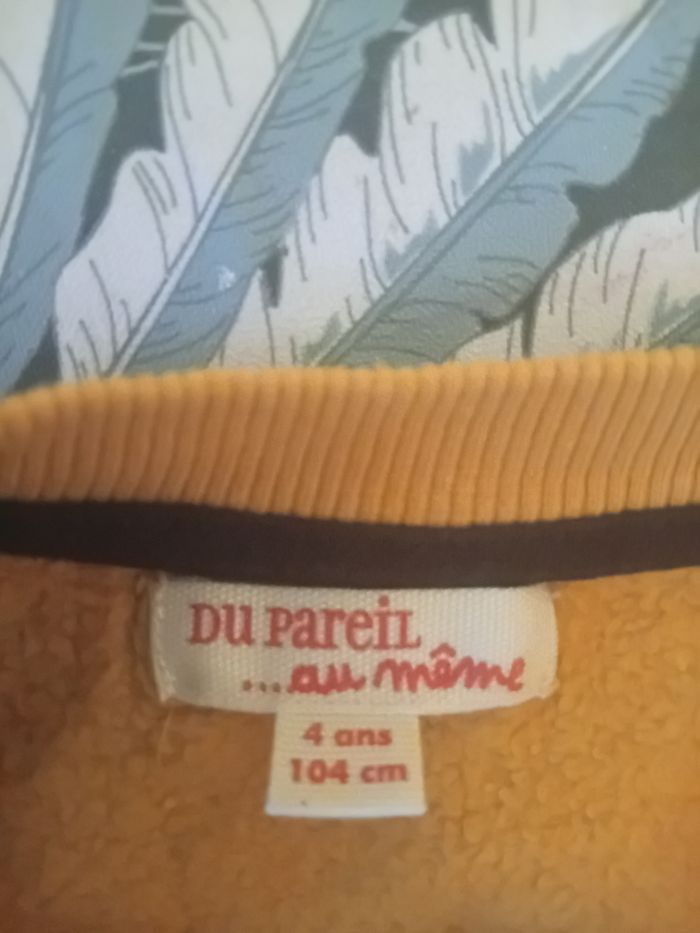 DU PAREIL
...au même
4 ans
104 cm